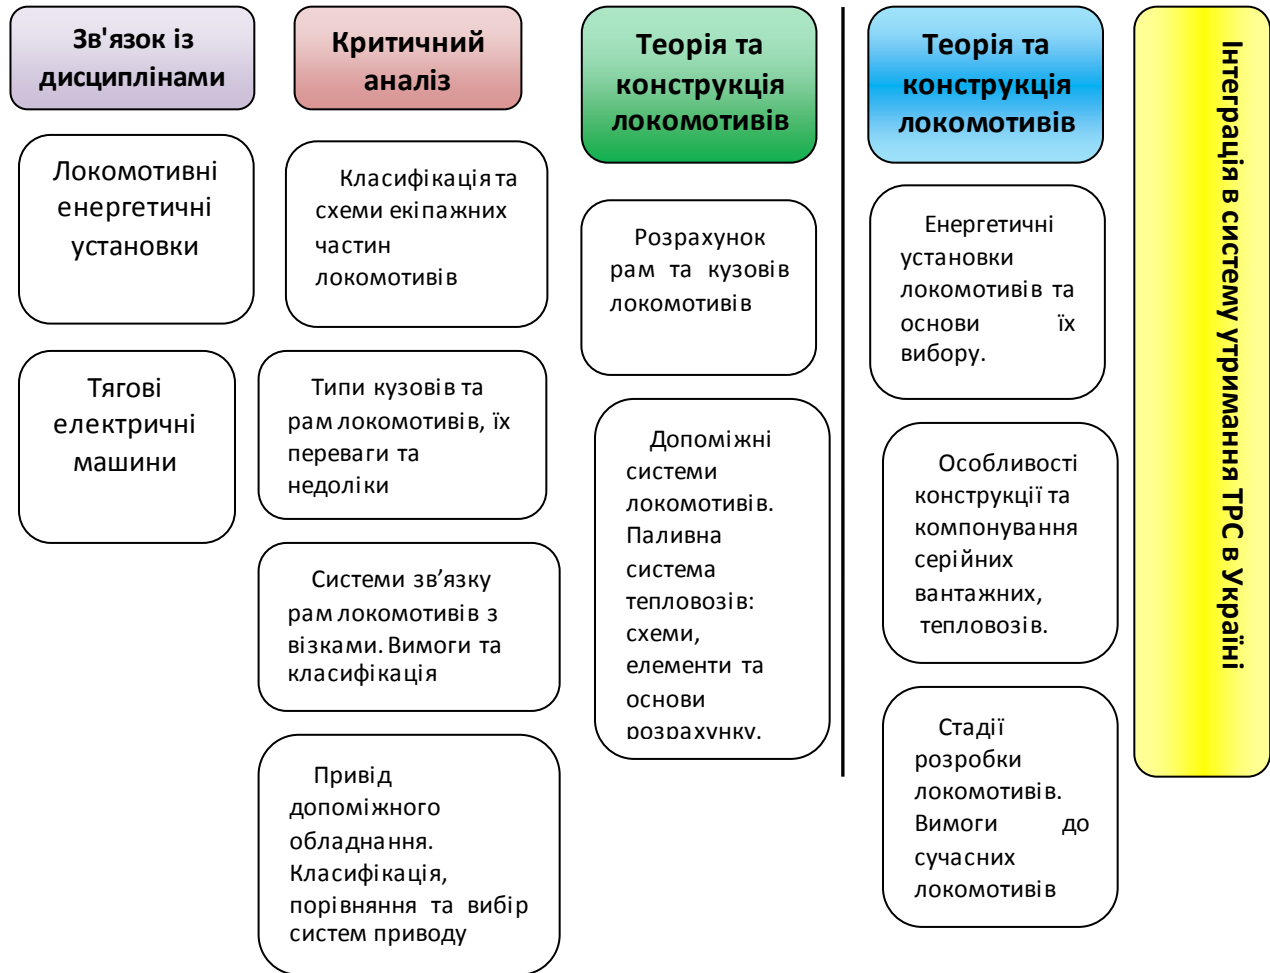 Зв'язок із
дисциплінами
Локомотивні
енергетичні
установки
Тягові
електричні
машини
Критичний
аналіз
Класифікація та
схеми екіпажних
частин
локомотивів
Типи кузовів та
рам локомотивів, їх
переваги та
недоліки
Системи зв’язку
рам локомотивів з
візками. Вимоги та
класифікація
Привід
допоміжного
обладнання.
Класифікація,
порівняння та вибір
систем приводу
Теорія та
конструкція
локомотивів
Розрахунок
рам та кузовів
локомотивів
Допоміжні
системи
локомотивів.
Паливна
система
тепловозів:
схеми,
елементи та
основи
розрахунку.
Теорія та
конструкція
локомотивів
Енергетичні
установки
локомотивів та
основи їх
вибору.
Особливості
конструкції та
компонування
серійних
вантажних,
тепловозів.
Стадії
розробки
локомотивів.
Вимоги до
сучасних
локомотивів
Інтеграція в систему утримання ТРС в Україні